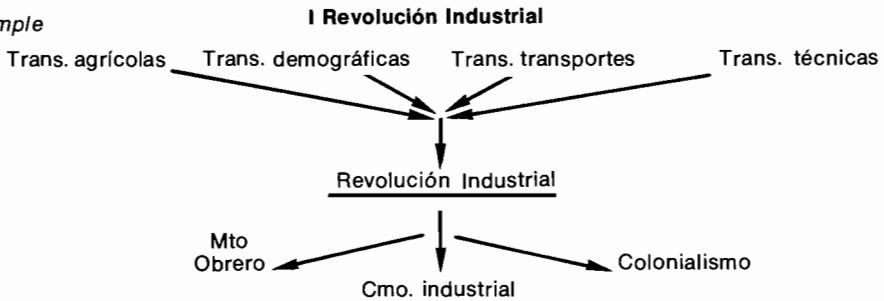 I Revolución Industrial
Trans. agrícolas Trans. demográficas Trans. transportes Trans. técnicas
Revolución Industrial
Mto
Obrero
Colonialismo
Cmo. industrial